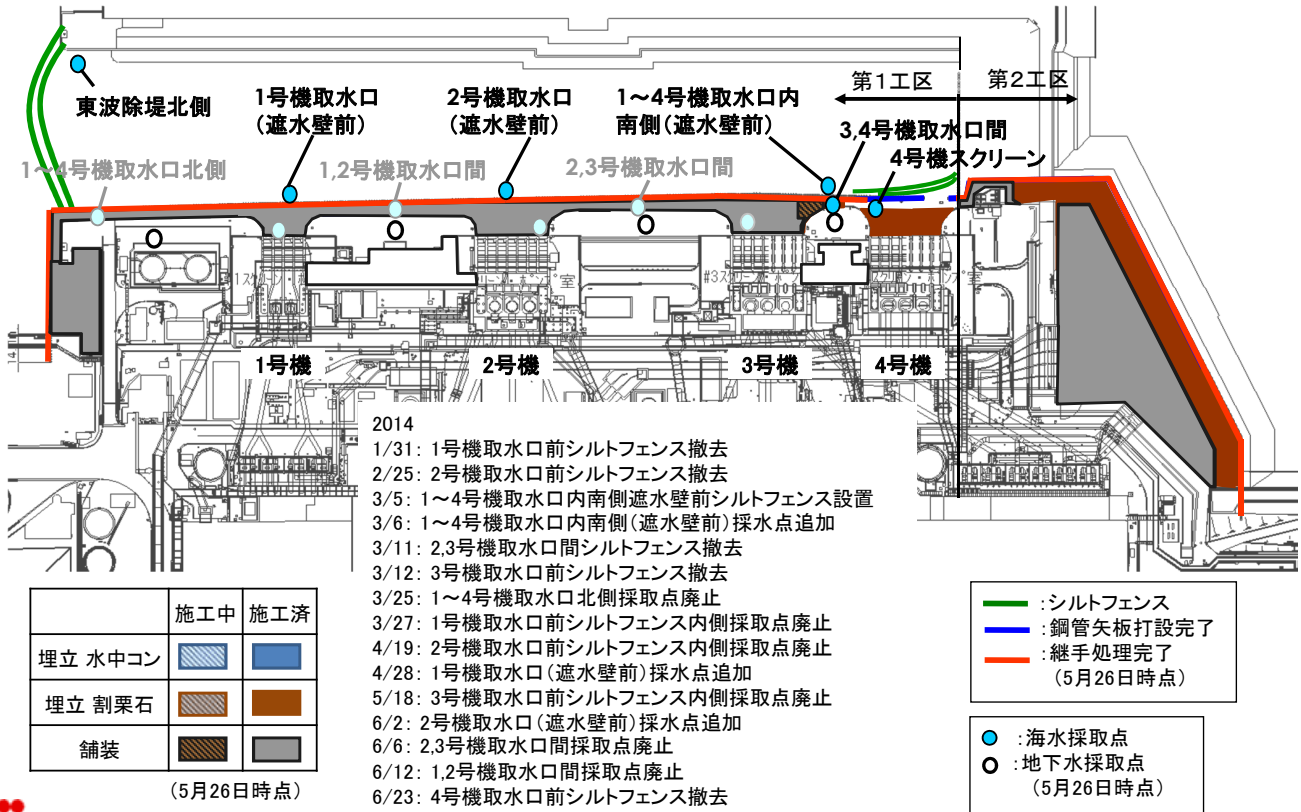 第1工区
第2工区
東波除堤北側
1号機取水口
(遮水壁前)
2号機取水口
(遮水壁前)
1～4号機取水口内
南側(遮水壁前)
3,4号機取水口間
4号機スクリーン
1～4号機取水口北側
1,2号機取水口間
2,3号機取水口間
1号機
2号機
3号機
4号機
2014
1/31: 1号機取水口前シルトフェンス撤去
2/25: 2号機取水口前シルトフェンス撤去
3/5: 1～4号機取水口内南側遮水壁前シルトフェンス設置
3/6: 1～4号機取水口内南側(遮水壁前)採水点追加
3/11: 2,3号機取水口間シルトフェンス撤去
3/12: 3号機取水口前シルトフェンス撤去
3/25: 1～4号機取水口北側採取点廃止
3/27: 1号機取水口前シルトフェンス内側採取点廃止
4/19: 2号機取水口前シルトフェンス内側採取点廃止
4/28: 1号機取水口(遮水壁前)採水点追加
5/18: 3号機取水口前シルトフェンス内側採取点廃止
6/2: 2号機取水口(遮水壁前)採水点追加
6/6: 2,3号機取水口間採取点廃止
6/12: 1,2号機取水口間採取点廃止
6/23: 4号機取水口前シルトフェンス撤去
施工中 施工済
埋立 水中コン
埋立 割栗石
舗装
(5月26日時点)
:シルトフェンス
:鋼管矢板打設完了
:継手処理完了
(5月26日時点)
:海水採取点
:地下水採取点
(5月26日時点)